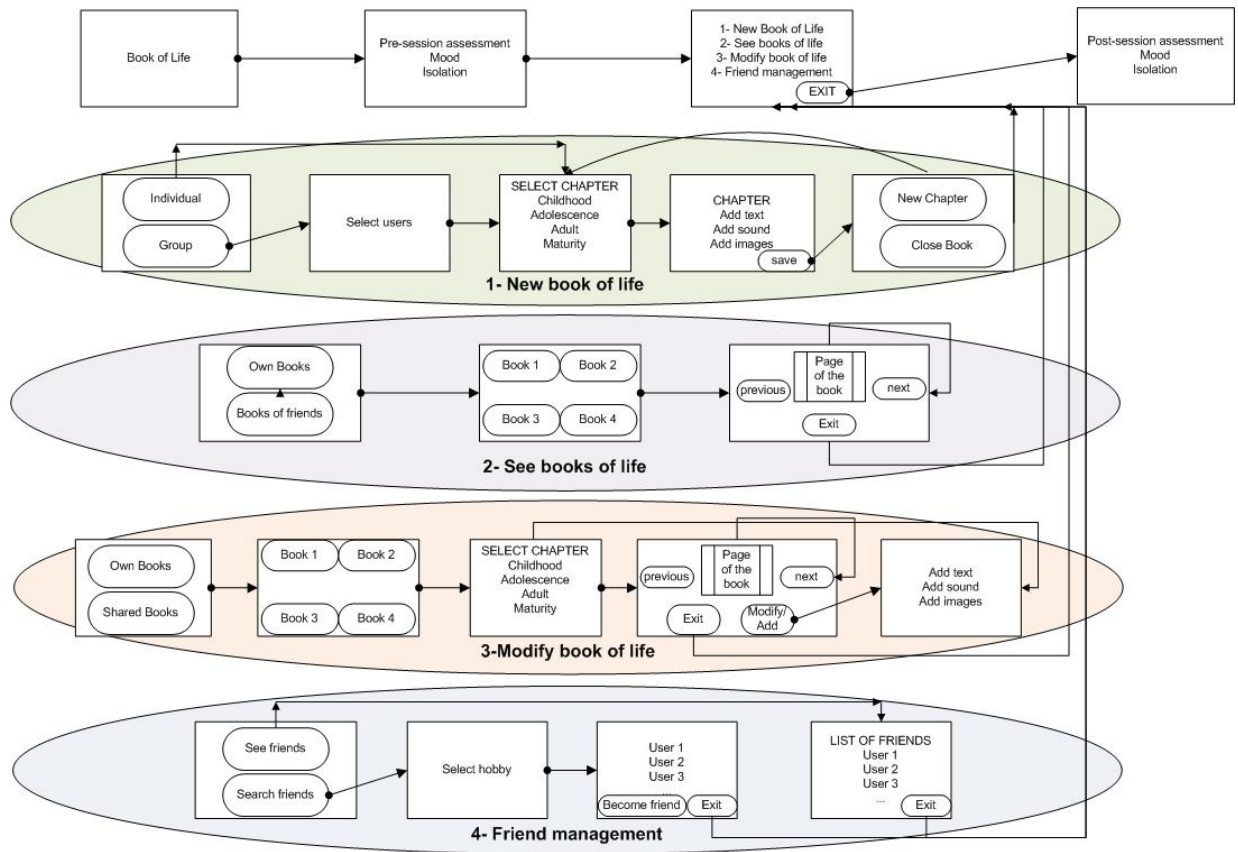 Book of Life
Pre-session assessment
Mood
Isolation
1- New Book of Life
2- See books of life
3- Modify book of life
4- Friend management
EXIT
Post-session assessment
Mood
Isolation
Individual
Group
Select users
SELECT CHAPTER
Childhood
Adolescence
Adult
Maturity
CHAPTER
Add text
Add sound
Add images
save
New Chapter
Close Book
1- New book of life
Own Books
Books of friends
Book 1
Book 2
Book 3
Book 4
previous
Page
of the
book
next
Exit
2- See books of life
Own Books
Shared Books
Book 1
Book 2
Book 3
Book 4
SELECT CHAPTER
Childhood
Adolescence
Adult
Maturity
previous
Page
of the
book
next
Exit
Modify/
Add
Add text
Add sound
Add images
3-Modify book of life
See friends
Search friends
Select hobby
User 1
User 2
User 3
...
Become friend
Exit
LIST OF FRIENDS
User 1
User 2
User 3
...
Exit
4- Friend management